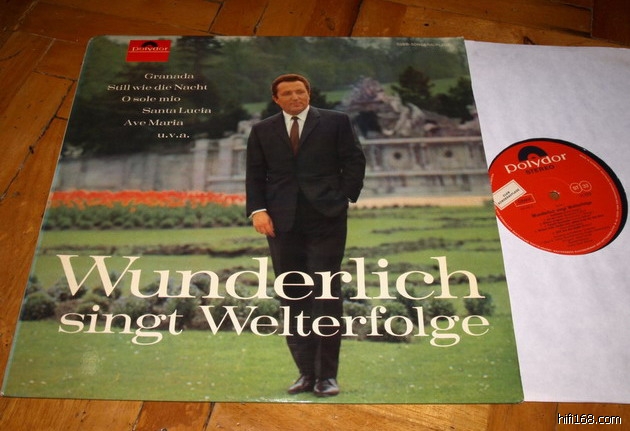 Polydor
Granada
Still wie die Nacht
O sole mio
Santa Lucia
Ave Maria
u.v.a.
Wunderlich
singt Welterfolge
Polydor
STEREO
hifi168.com